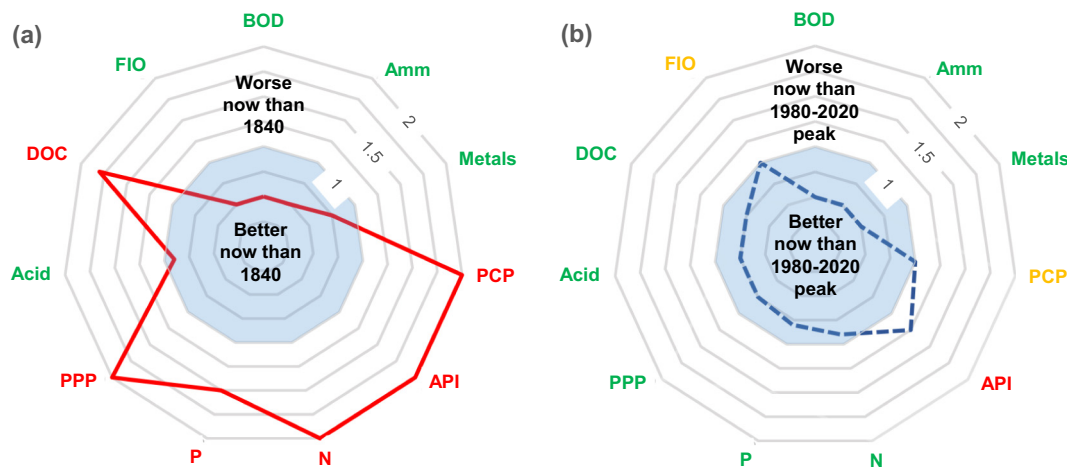 (a)
BOD
FIO
Amm
Worse
now than
1840
2
1.5
1
DOC
Metals
Better
now than
1840
Acid
PCP
PPP
API
P
N
(b)
BOD
FIO
Amm
Worse
now than
1980-2020
peak
2
1.5
1
DOC
Metals
Better
now than
1980-2020
peak
Acid
PCP
PPP
API
P
N